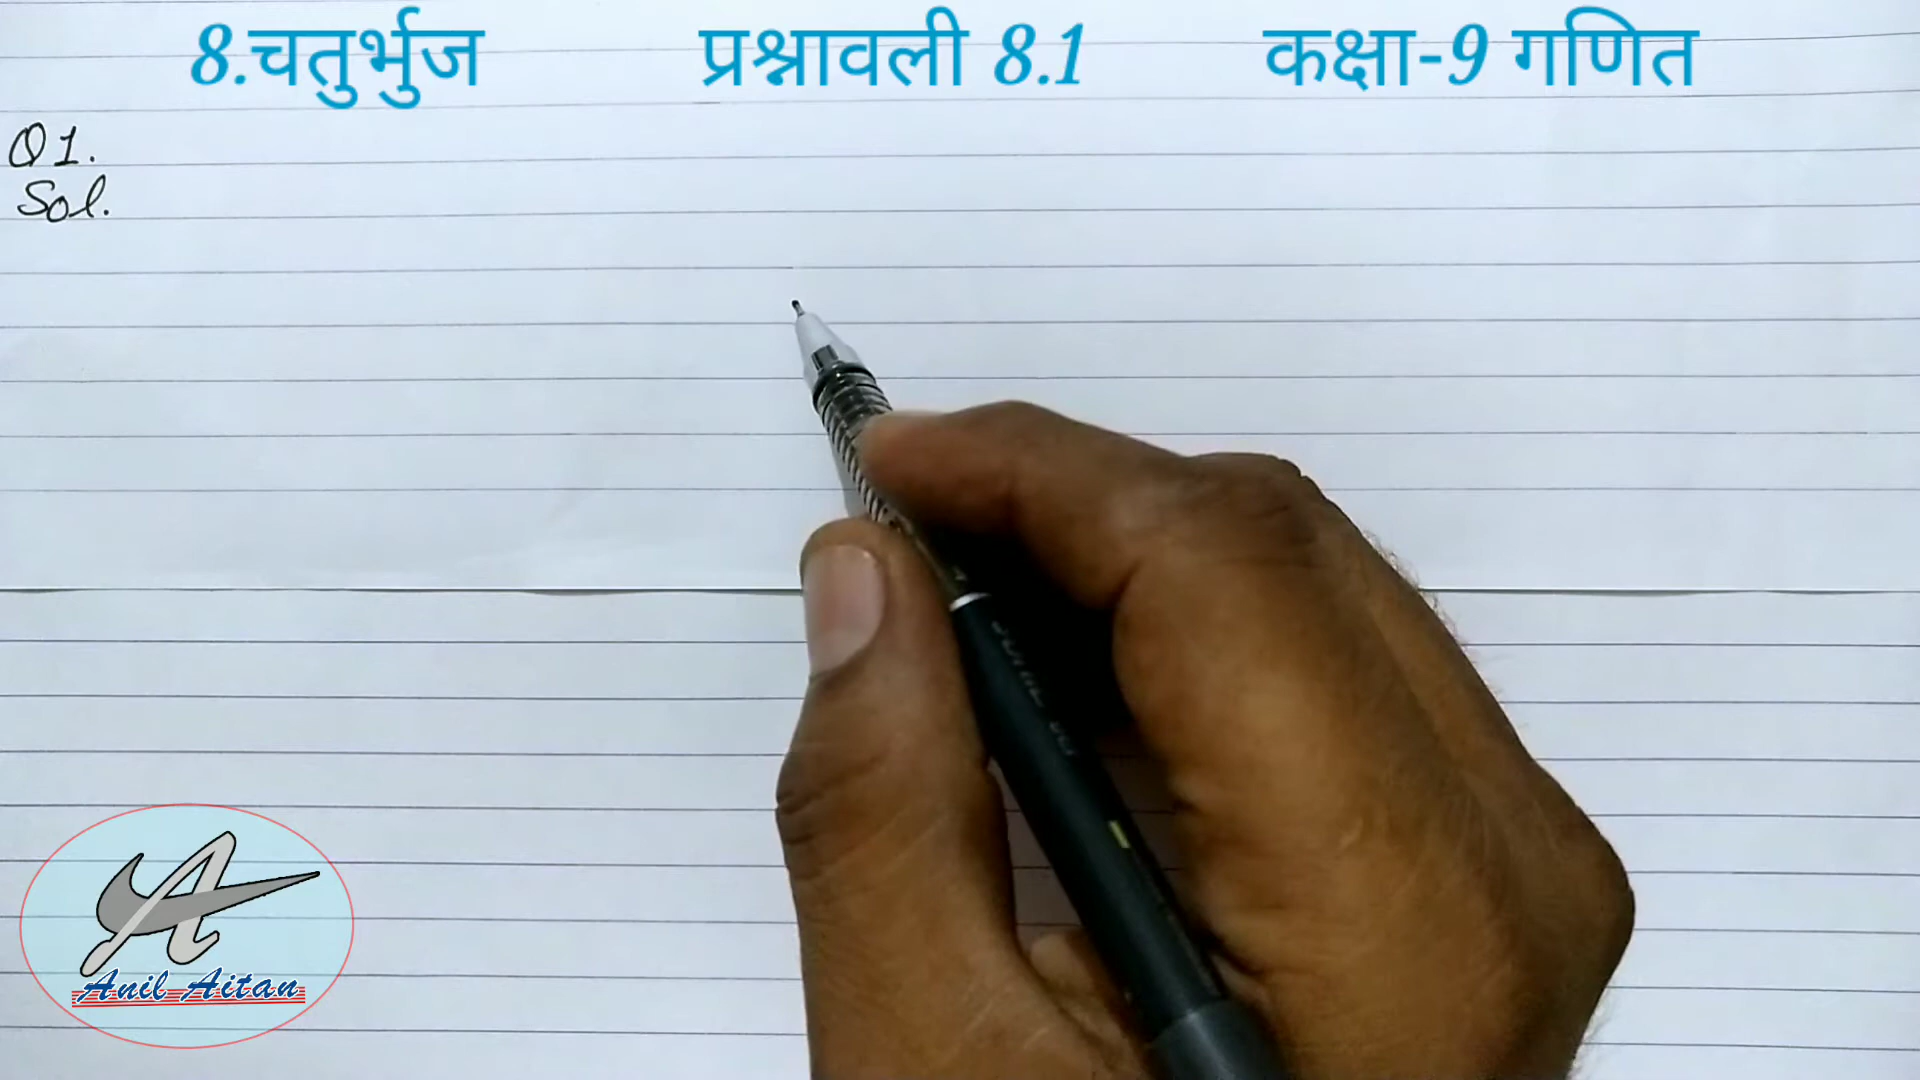 8.चतुर्भुज प्रश्नावली 8.1 कक्षा-9 गणित
Q1.
Sol.
Anil Aitan